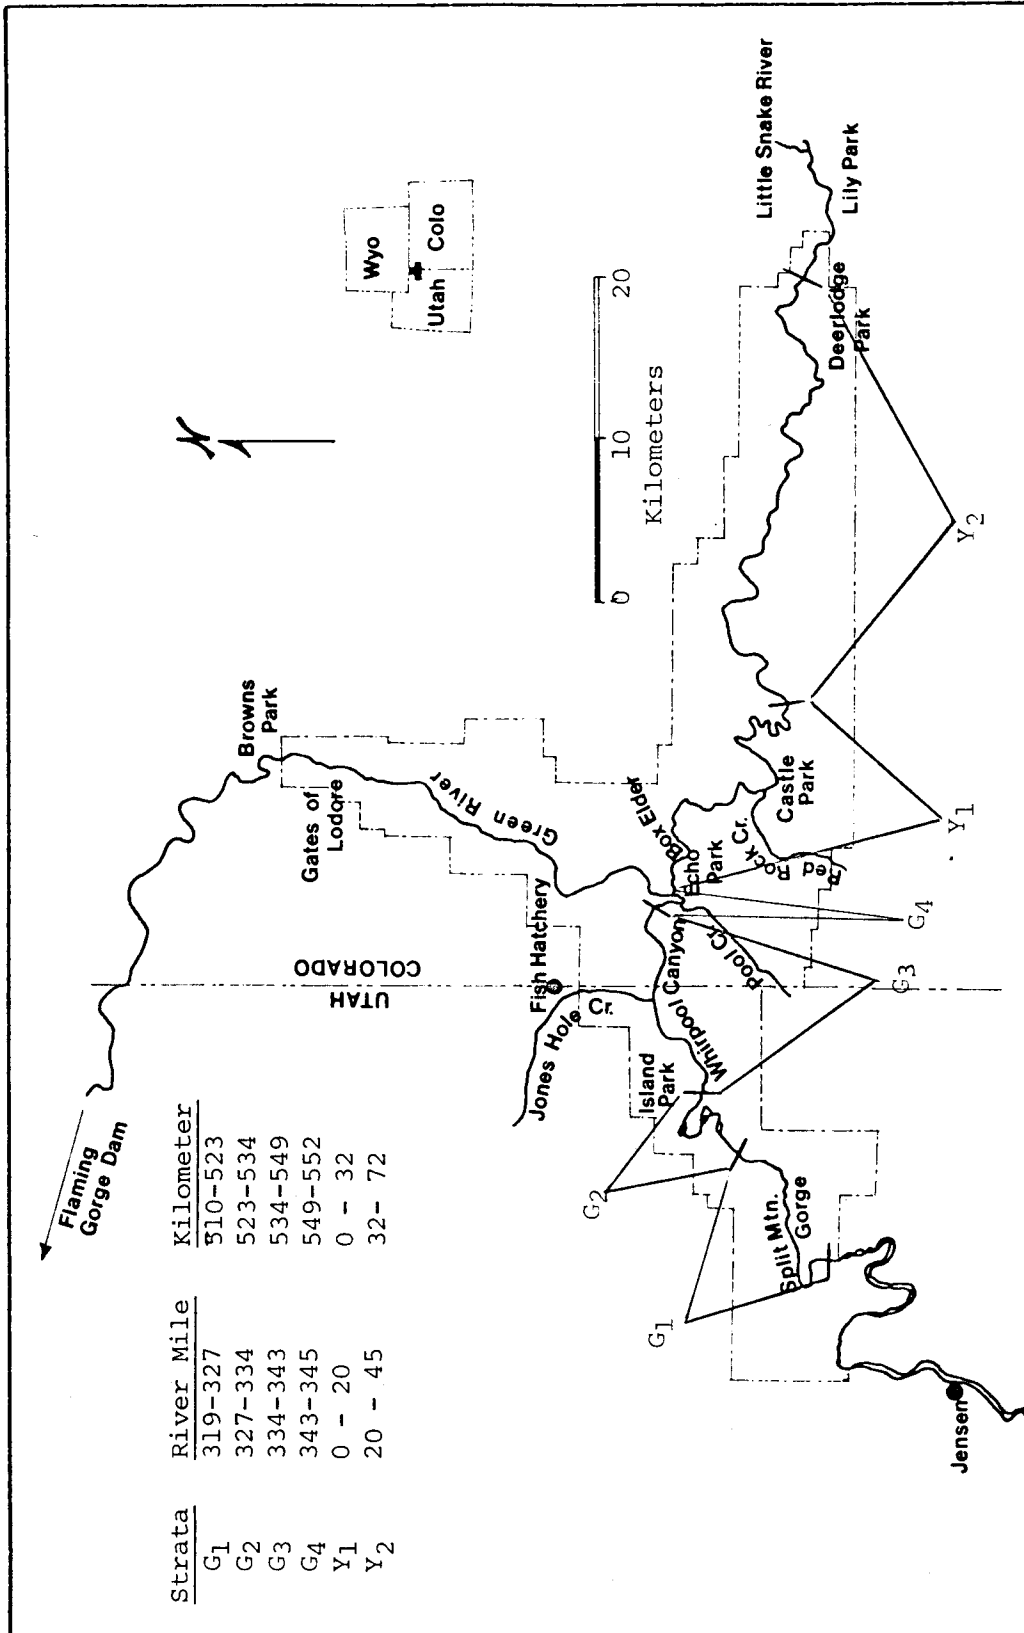 Strata River Mile Kilometer
G1 319-327 510-523
G2 327-334 523-534
G3 334-343 534-549
G4 343-345 549-552
Y1 0 - 20 0 - 32
Y2 20 - 45 32- 72
Flaming
Gorge Dam
Browns
Park
Gates of
Lodore
Green River
UTAH
COLORADO
Wyo
Utah
Colo
N
0 10 20
Kilometers
Fish Hatchery
Jones Hole Cr.
Island
Park
Whirpool Canyon
Box Elder
Echo
Park
Pool Cr.
Red Rock Cr.
Castle
Park
Little Snake River
Lily Park
Deerlodge
Park
Split Mtn.
Gorge
Jensen
G1
G2
G3
G4
Y1
Y2